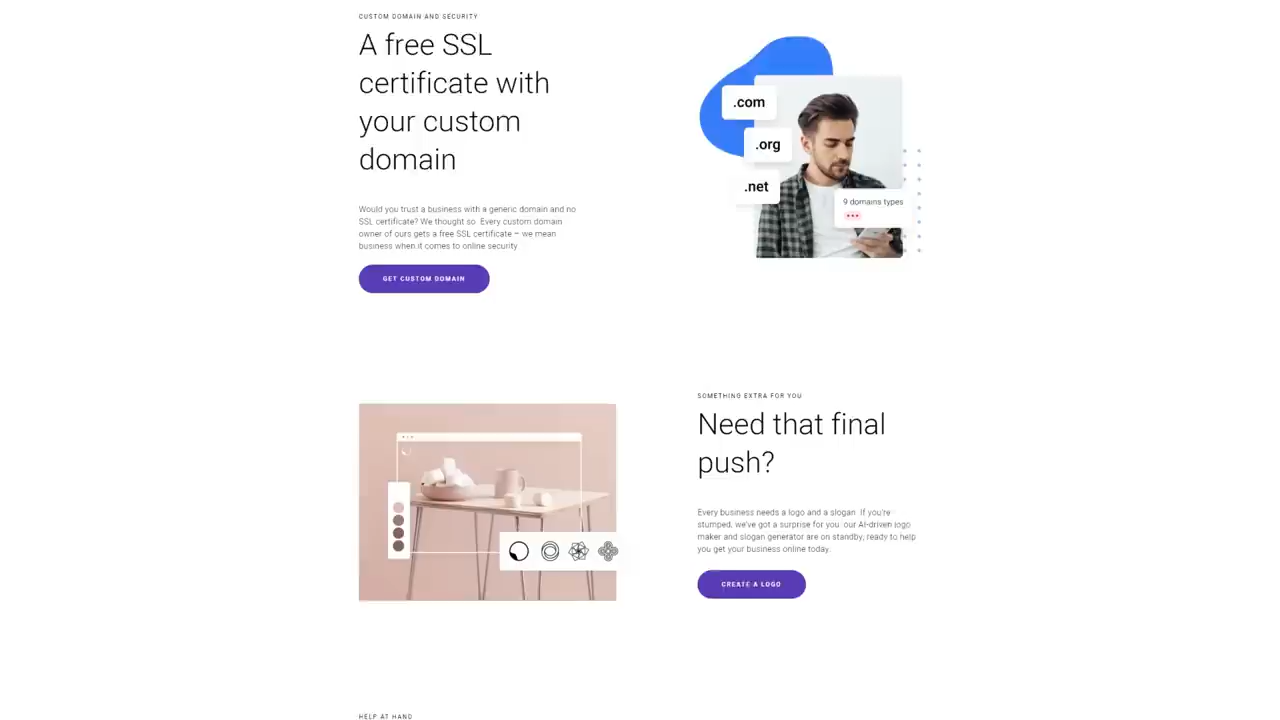 CUSTOM DOMAIN AND SECURITY
A free SSL
certificate with
your custom
domain
Would you trust a business with a generic domain and no
SSL certificate? We thought so. Every custom domain
owner of ours gets a free SSL certificate – we mean
business when it comes to online security
GET CUSTOM DOMAIN
.com
.org
.net
9 domains types
SOMETHING EXTRA FOR YOU
Need that final
push?
Every business needs a logo and a slogan. If you're
stumped, we've got a surprise for you: our AI-driven logo
maker and slogan generator are on standby, ready to help
you get your business online today.
CREATE A LOGO
HELP AT HAND